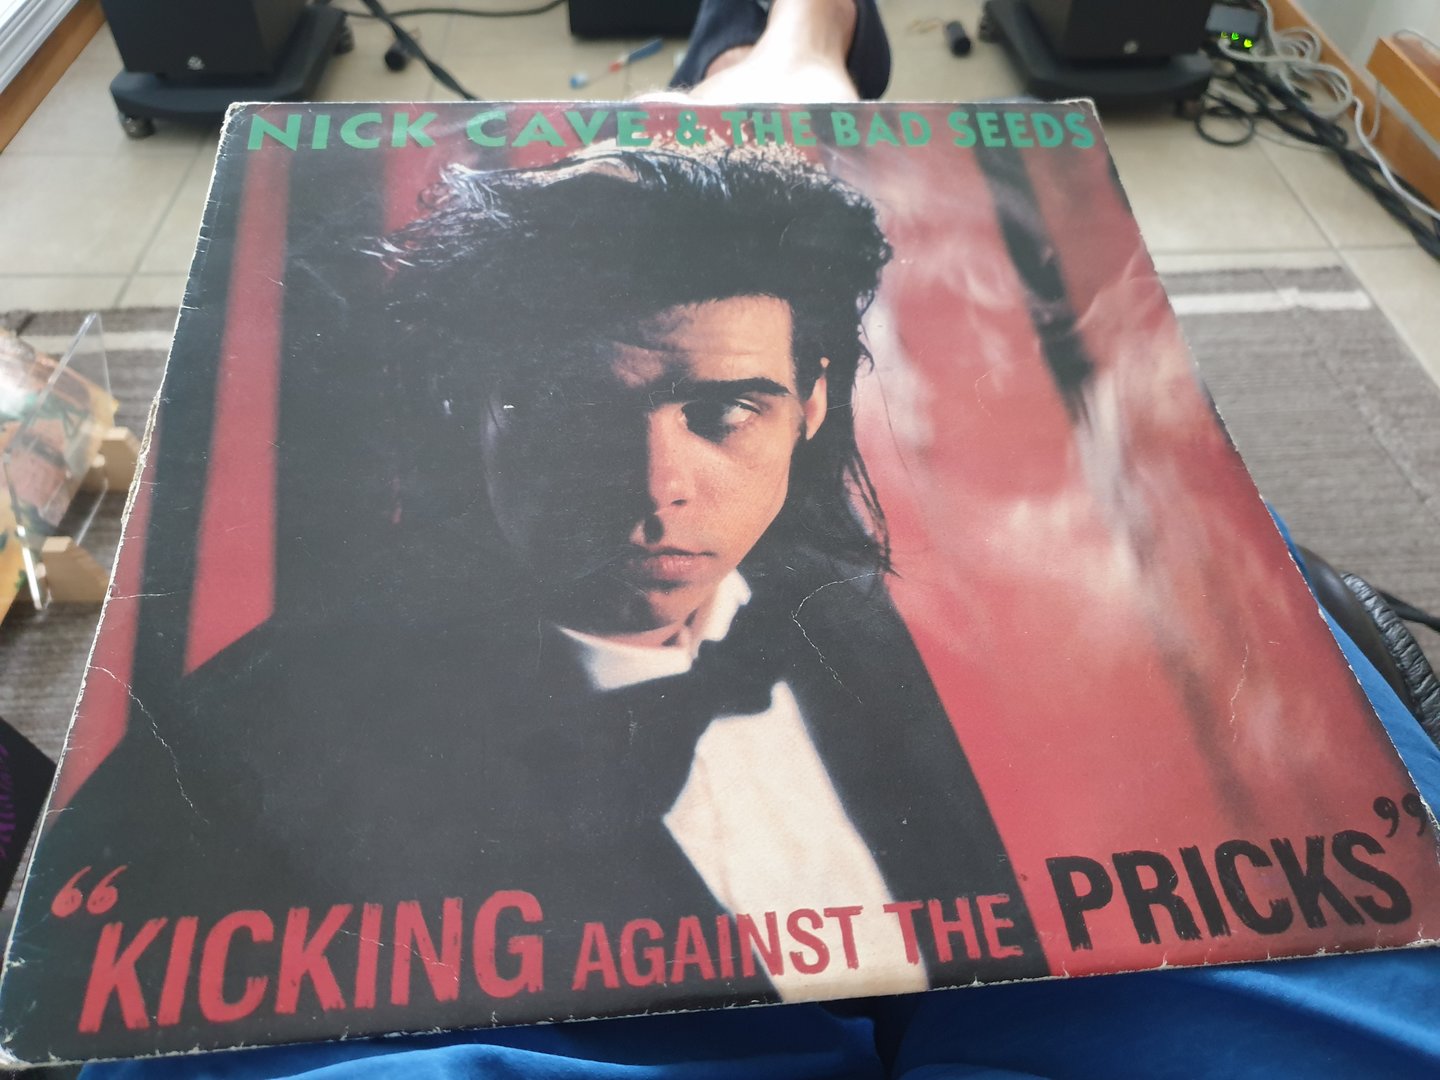 NICK CAVE & THE BAD SEEDS
“KICKING AGAINST THE PRICKS”